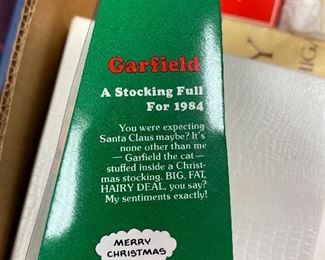 Garfield
A Stocking Full
For 1984
You were expecting
Santa Claus maybe? It's
none other than me
— Garfield the cat —
stuffed inside a Christ-
mas stocking. BIG, FAT,
HAIRY DEAL, you say?
My sentiments exactly!
MERRY
CHRISTMAS